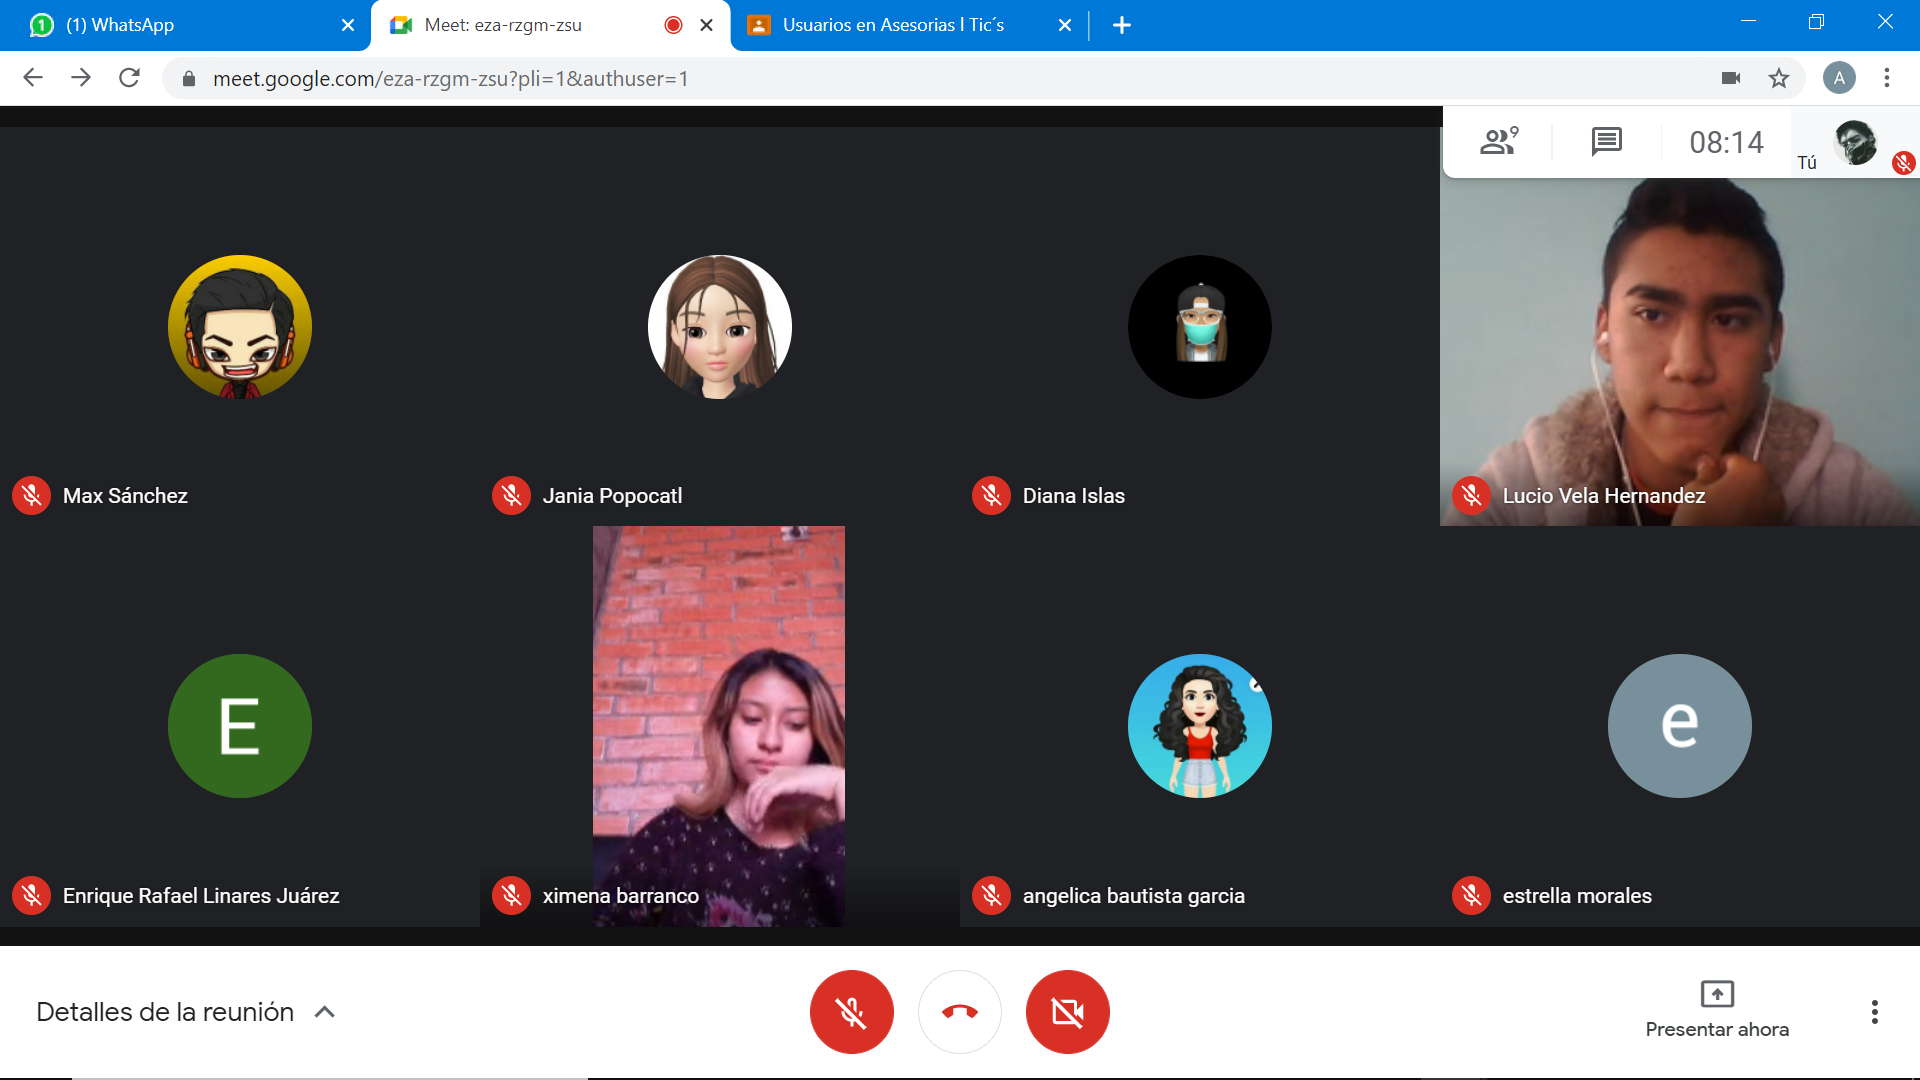 (1) WhatsApp
Meet: eza-rzgm-zsu
Usuarios en Asesorias I Tic´s
meet.google.com/eza-rzgm-zsu?pli=1&authuser=1
A
9
08:14
Tú
Max Sánchez
Jania Popocatl
Diana Islas
Lucio Vela Hernandez
E
e
Enrique Rafael Linares Juárez
ximena barranco
angelica bautista garcia
estrella morales
Detalles de la reunión
Presentar ahora